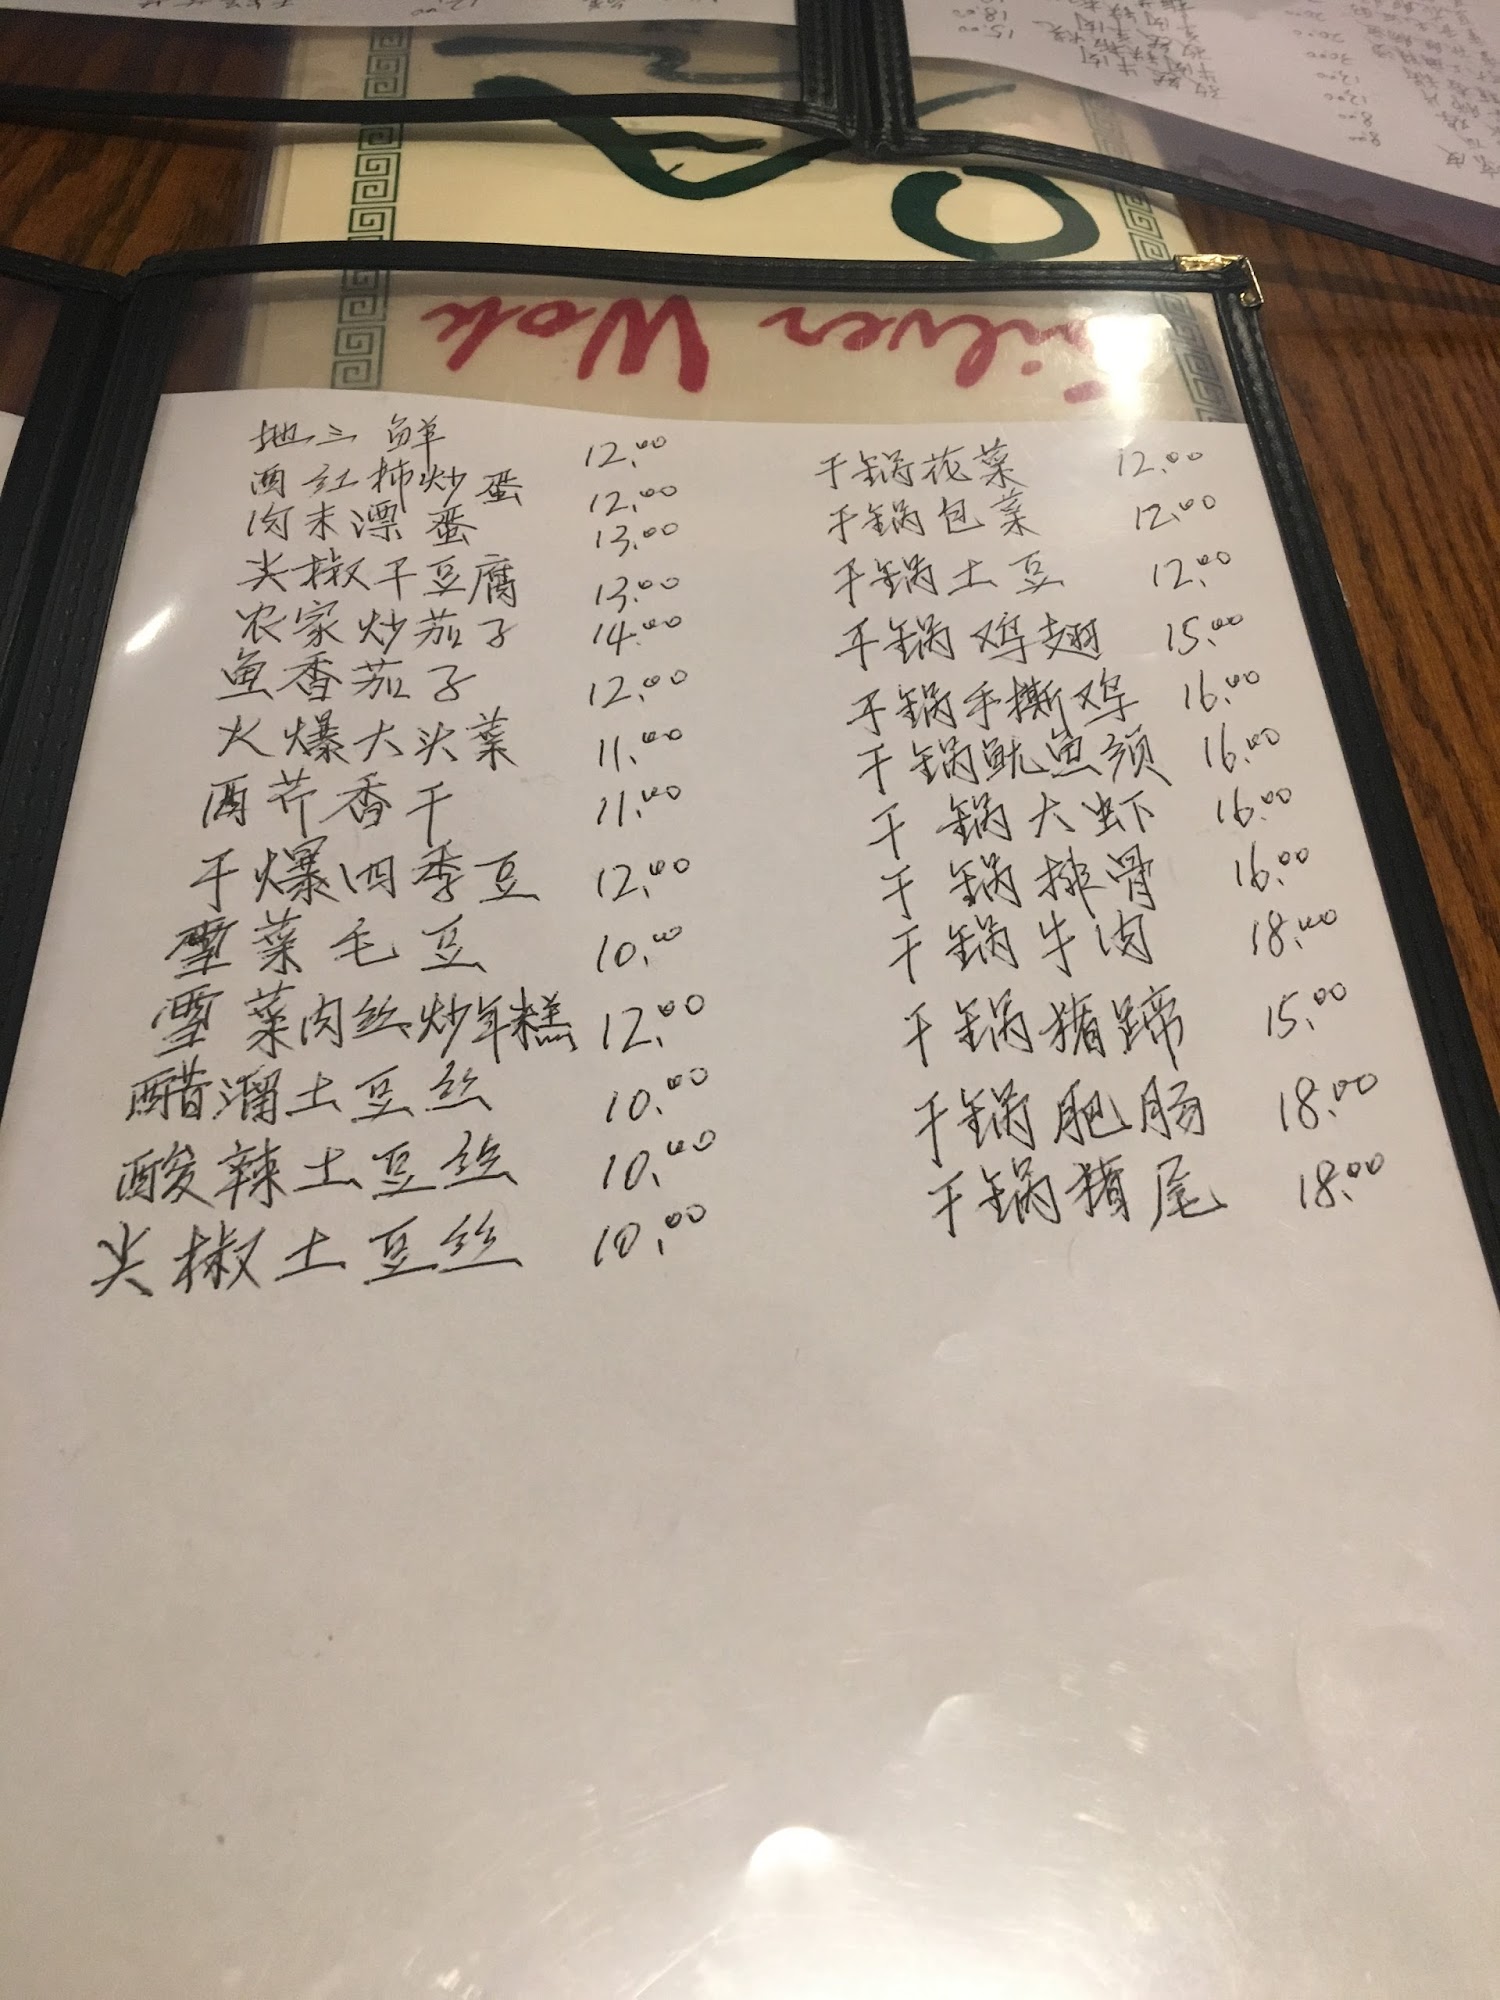 Silver Wok
地三鲜 12.00
西红柿炒蛋 12.00
肉末漂蛋 13.00
尖椒干豆腐 13.00
农家炒茄子 14.00
鱼香茄子 12.00
火爆大头菜 11.00
西芹香干 11.00
干爆四季豆 12.00
雪菜毛豆 10.00
雪菜肉丝炒年糕 12.00
醋溜土豆丝 10.00
酸辣土豆丝 10.00
尖椒土豆丝 10.00
干锅花菜 12.00
干锅包菜 12.00
干锅土豆 12.00
干锅鸡翅 15.00
干锅手撕鸡 16.00
干锅鱿鱼须 16.00
干锅大虾 16.00
干锅排骨 16.00
干锅牛肉 18.00
干锅猪蹄 15.00
干锅肥肠 18.00
干锅猪尾 18.00